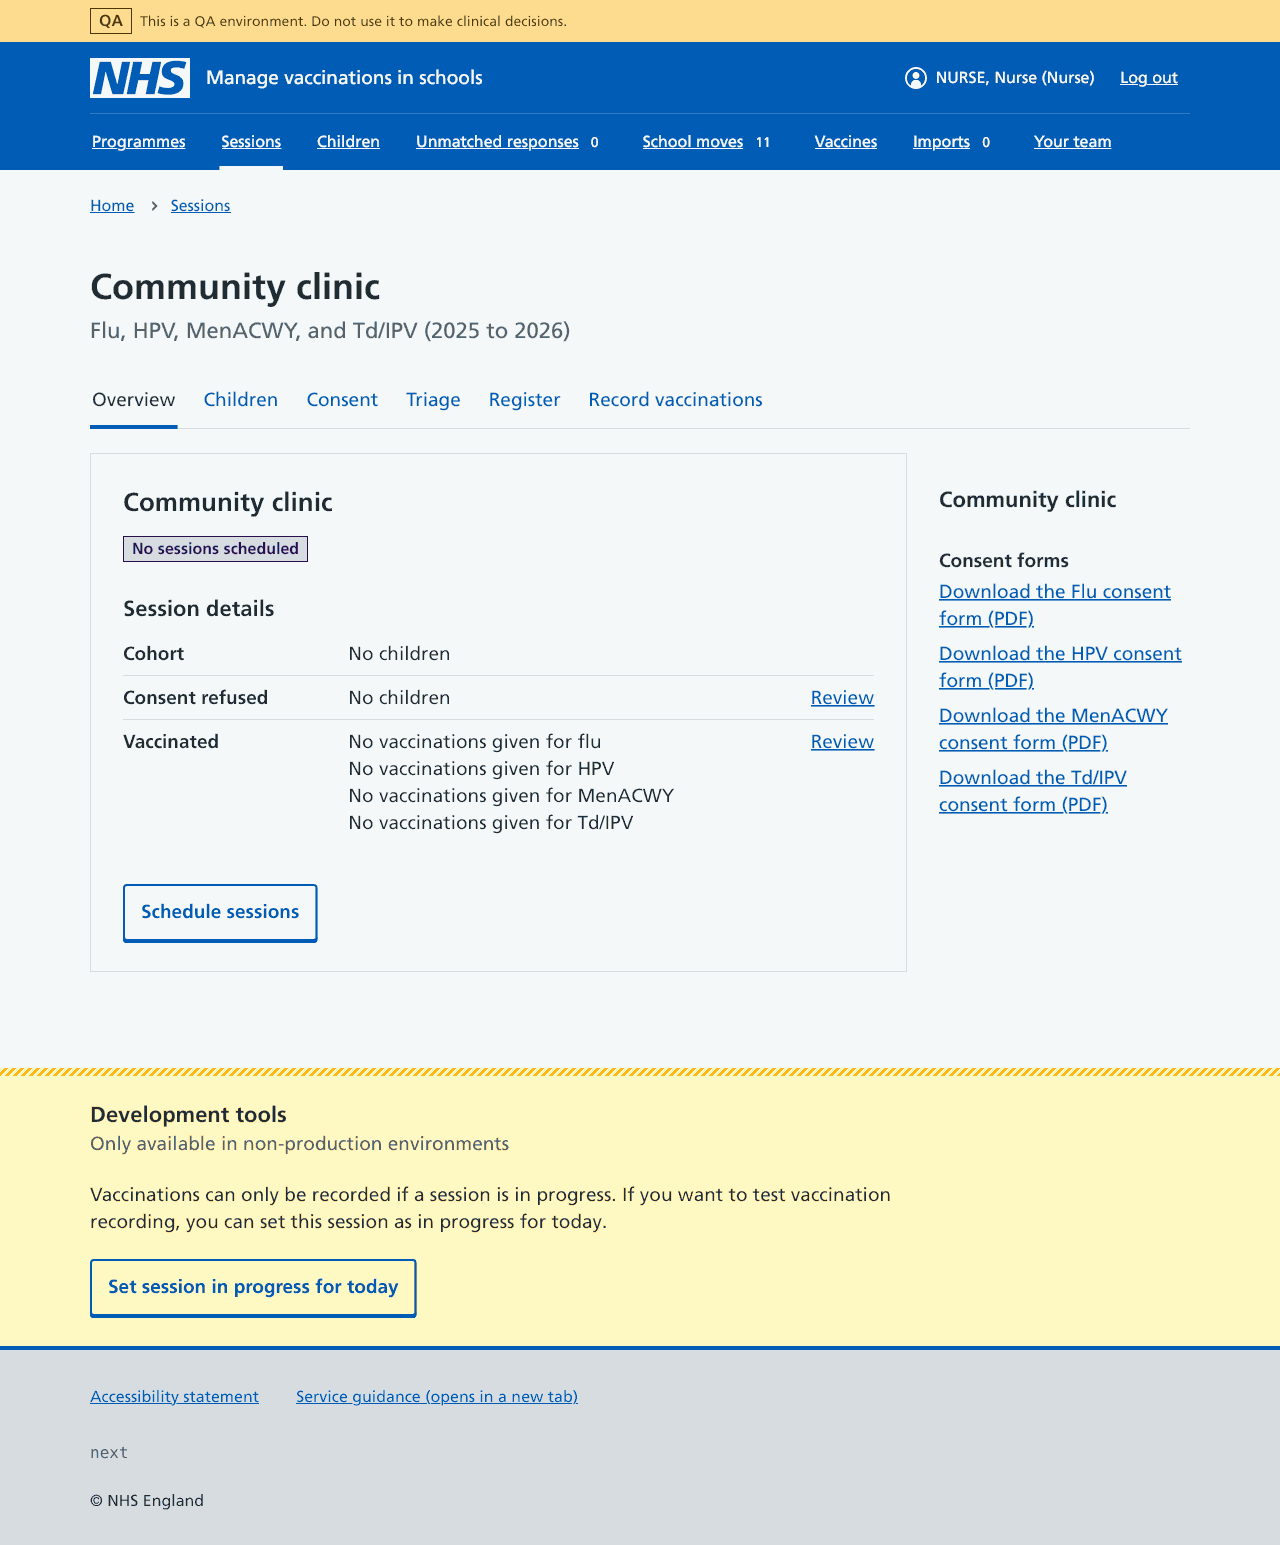 QA This is a QA environment. Do not use it to make clinical decisions.
NHS Manage vaccinations in schools NURSE, Nurse (Nurse) Log out
Programmes Sessions Children Unmatched responses 0 School moves 11 Vaccines Imports 0 Your team
Home Sessions
Community clinic
Flu, HPV, MenACWY, and Td/IPV (2025 to 2026)
Overview Children Consent Triage Register Record vaccinations
Community clinic
No sessions scheduled
Session details
Cohort No children
Consent refused No children Review
Vaccinated No vaccinations given for flu Review
No vaccinations given for HPV
No vaccinations given for MenACWY
No vaccinations given for Td/IPV
Schedule sessions
Community clinic
Consent forms
Download the Flu consent
form (PDF)
Download the HPV consent
form (PDF)
Download the MenACWY
consent form (PDF)
Download the Td/IPV
consent form (PDF)
Development tools
Only available in non-production environments
Vaccinations can only be recorded if a session is in progress. If you want to test vaccination
recording, you can set this session as in progress for today.
Set session in progress for today
Accessibility statement Service guidance (opens in a new tab)
next
© NHS England